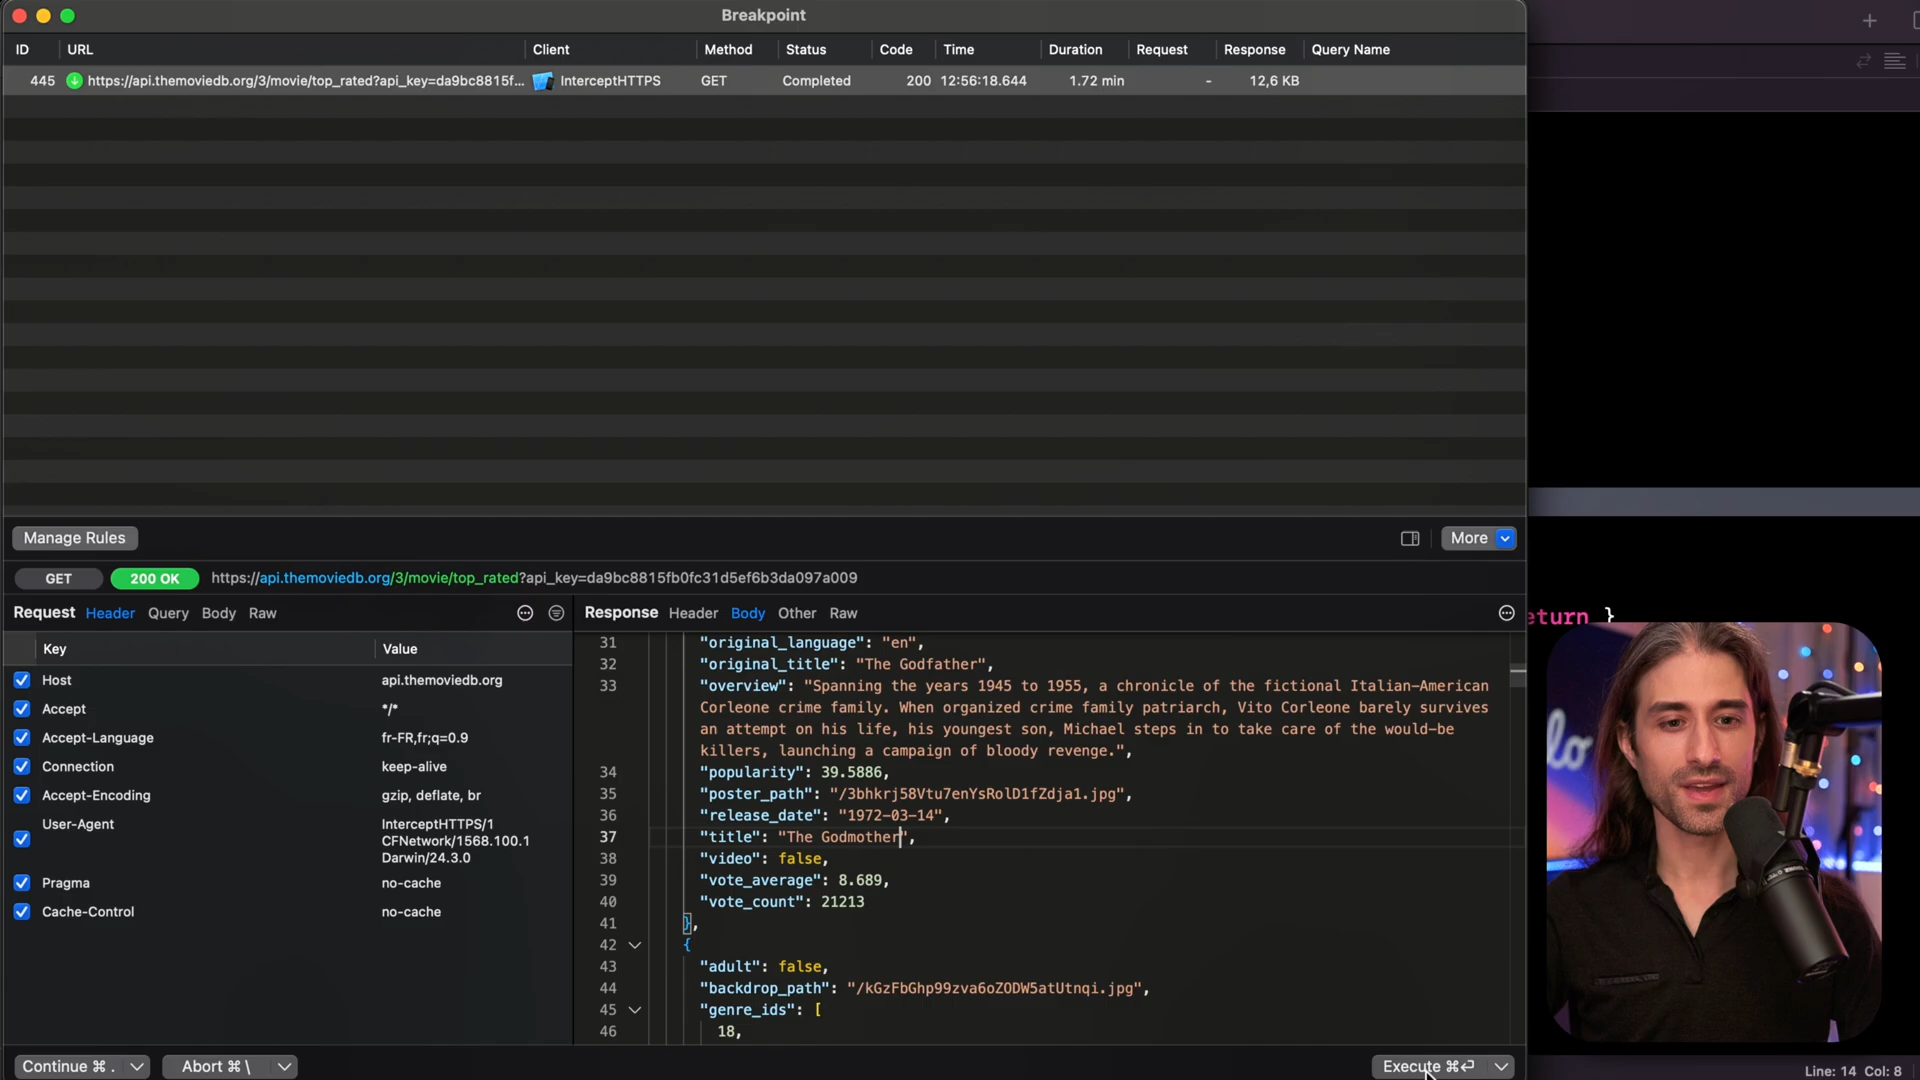 Breakpoint
ID URL Client Method Status Code Time Duration Request Response Query Name
445 https://api.themoviedb.org/3/movie/top_rated?api_key=da9bc8815f... InterceptHTTPS GET Completed 200 12:56:18.644 1.72 min - 12,6 KB
Manage Rules More
GET 200 OK https://api.themoviedb.org/3/movie/top_rated?api_key=da9bc8815fb0fc31d5ef6b3da097a009
Request Header Query Body Raw
Key Value
Host api.themoviedb.org
Accept */*
Accept-Language fr-FR,fr;q=0.9
Connection keep-alive
Accept-Encoding gzip, deflate, br
User-Agent InterceptHTTPS/1
CFNetwork/1568.100.1
Darwin/24.3.0
Pragma no-cache
Cache-Control no-cache
Response Header Body Other Raw
31 "original_language": "en",
32 "original_title": "The Godfather",
33 "overview": "Spanning the years 1945 to 1955, a chronicle of the fictional Italian-American
Corleone crime family. When organized crime family patriarch, Vito Corleone barely survives
an attempt on his life, his youngest son, Michael steps in to take care of the would-be
killers, launching a campaign of bloody revenge.",
34 "popularity": 39.5886,
35 "poster_path": "/3bhkrj58Vtu7enYsRolD1fZdja1.jpg",
36 "release_date": "1972-03-14",
37 "title": "The Godmother",
38 "video": false,
39 "vote_average": 8.689,
40 "vote_count": 21213
41 },
42 {
43 "adult": false,
44 "backdrop_path": "/kGzFbGhp99zva6oZODW5atUtnqi.jpg",
45 "genre_ids": [
46 18,
Continue ⌘ . Abort ⌘ \ Execute ⌘↩
eturn }
lo
Line: 14 Col: 8